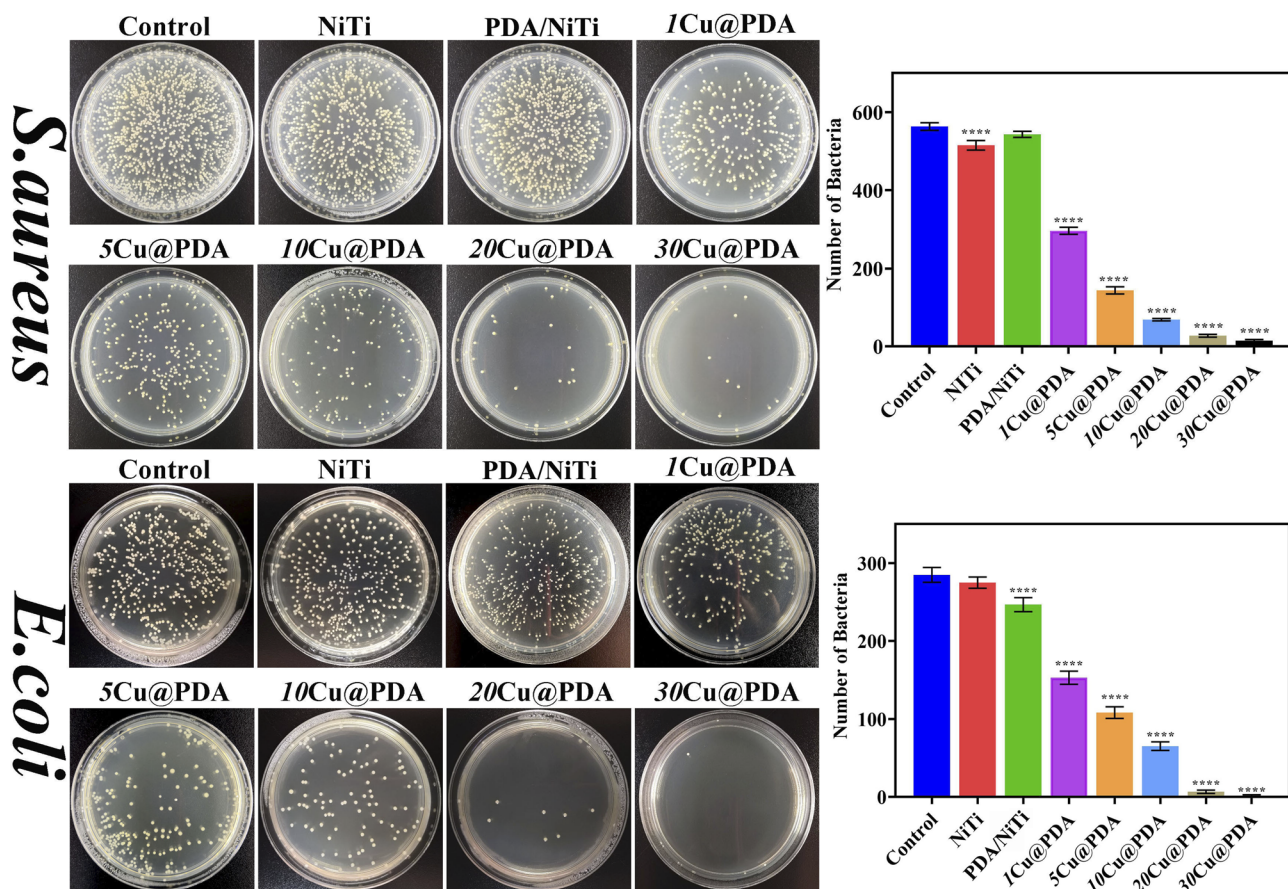 Control NiTi PDA/NiTi 1Cu@PDA
S.aureus
5Cu@PDA 10Cu@PDA 20Cu@PDA 30Cu@PDA
Control NiTi PDA/NiTi 1Cu@PDA
E.coli
5Cu@PDA 10Cu@PDA 20Cu@PDA 30Cu@PDA
Number of Bacteria
600
400
200
0
****
****
****
****
****
****
Control
NITi
PDA/NiTi
1Cu@PDA
5Cu@PDA
10Cu@PDA
20Cu@PDA
30Cu@PDA
Number of Bacteria
300
200
100
0
****
****
****
****
****
****
Control
NiTi
PDA/NiTi
1Cu@PDA
5Cu@PDA
10Cu@PDA
20Cu@PDA
30Cu@PDA